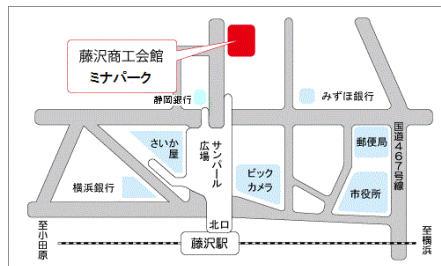 藤沢商工会館
ミナパーク
静岡銀行
みずほ銀行
さいか
屋
サンパール
広場
ビック
カメラ
郵便局
市役所
国道467号線
横浜銀行
北口
藤沢駅
至小田原
至横浜